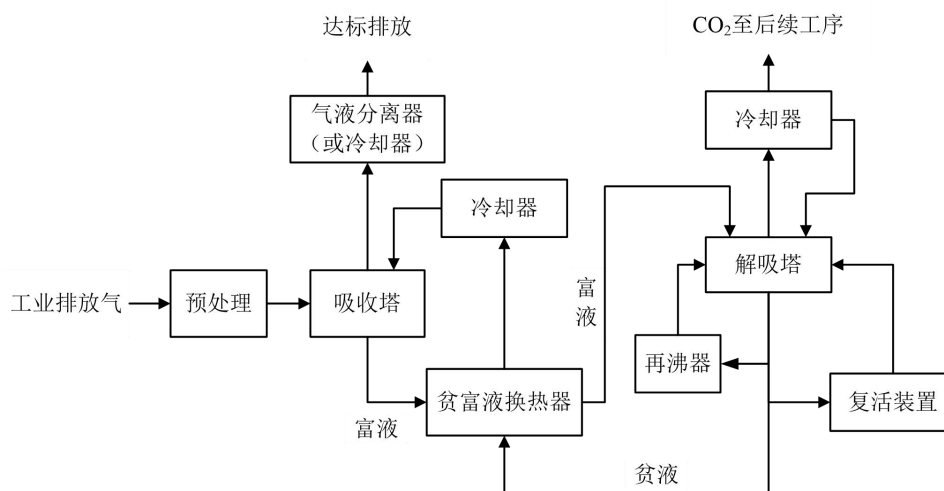 达标排放
CO₂至后续工序
气液分离器
（或冷却器）
冷却器
冷却器
解吸塔
工业排放气
预处理
吸收塔
富
液
再沸器
贫富液换热器
复活装置
富液
贫液